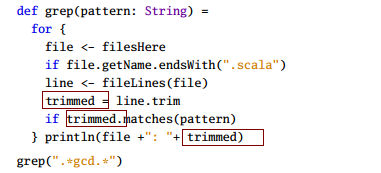 def grep(pattern: String) =
for {
file <- filesHere
if file.getName.endsWith(".scala")
line <- fileLines(file)
trimmed = line.trim
if trimmed.matches(pattern)
} println(file +": "+ trimmed)
grep(".*gcd.*")